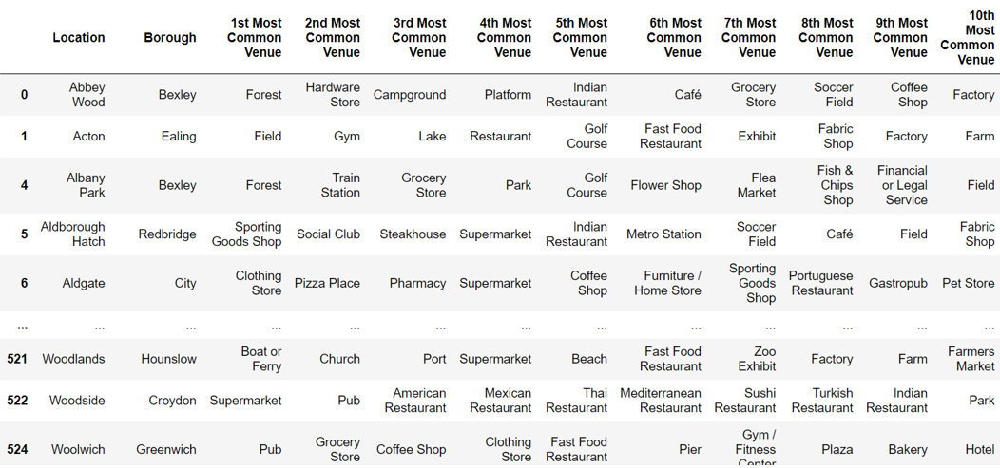 Location Borough 1st Most Common Venue 2nd Most Common Venue 3rd Most Common Venue 4th Most Common Venue 5th Most Common Venue 6th Most Common Venue 7th Most Common Venue 8th Most Common Venue 9th Most Common Venue 10th Most Common Venue
0 Abbey Wood Bexley Forest Hardware Store Campground Platform Indian Restaurant Café Grocery Store Soccer Field Coffee Shop Factory
1 Acton Ealing Field Gym Lake Restaurant Golf Course Fast Food Restaurant Exhibit Fabric Shop Factory Farm
4 Albany Park Bexley Forest Train Station Grocery Store Park Golf Course Flower Shop Flea Market Fish & Chips Shop Financial or Legal Service Field
5 Aldborough Hatch Redbridge Sporting Goods Shop Social Club Steakhouse Supermarket Indian Restaurant Metro Station Soccer Field Café Field Fabric Shop
6 Aldgate City Clothing Store Pizza Place Pharmacy Supermarket Coffee Shop Furniture / Home Store Sporting Goods Shop Portuguese Restaurant Gastropub Pet Store
... ... ... ... ... ... ... ... ... ... ... ... ...
521 Woodlands Hounslow Boat or Ferry Church Port Supermarket Beach Fast Food Restaurant Zoo Exhibit Factory Farm Farmers Market
522 Woodside Croydon Supermarket Pub American Restaurant Mexican Restaurant Thai Restaurant Mediterranean Restaurant Sushi Restaurant Turkish Restaurant Indian Restaurant Park
524 Woolwich Greenwich Pub Grocery Store Coffee Shop Clothing Store Fast Food Restaurant Pier Gym / Fitness Center Plaza Bakery Hotel